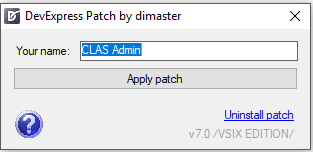 DevExpress Patch by dimaster
Your name: CLAS Admin
Apply patch
Uninstall patch
v7.0 /VSIX EDITION/